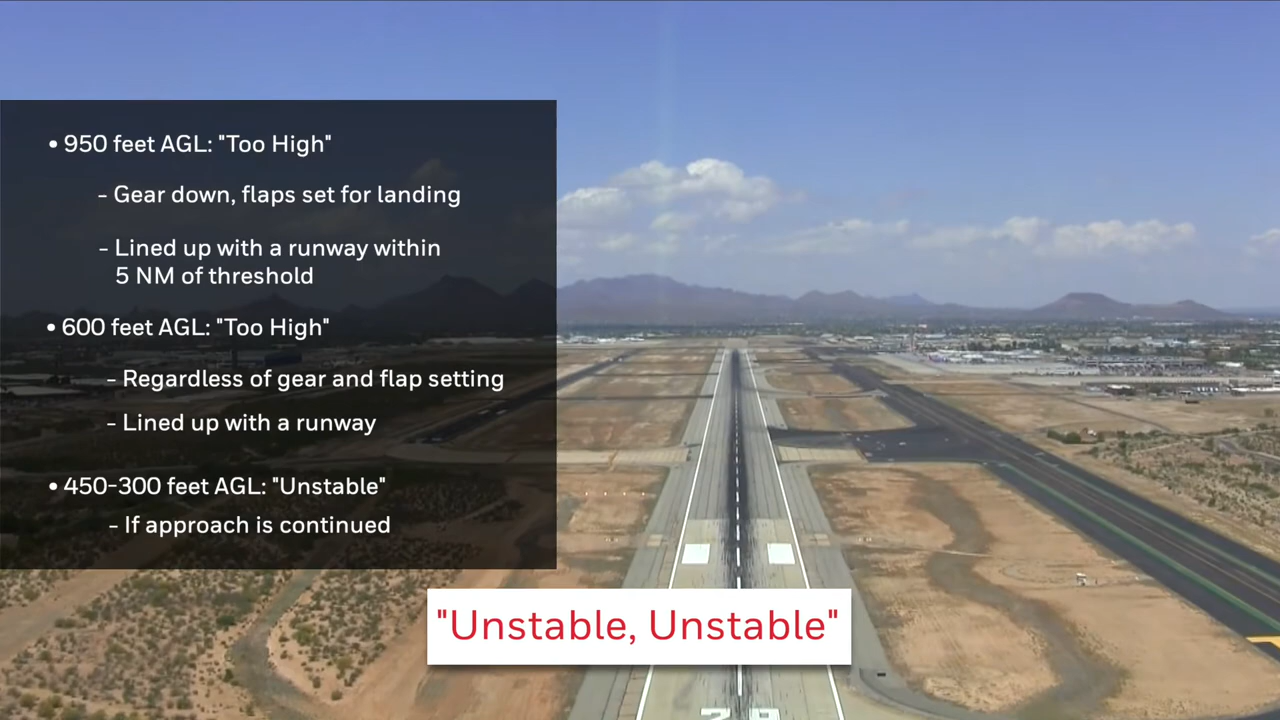 • 950 feet AGL: "Too High"
- Gear down, flaps set for landing
- Lined up with a runway within
5 NM of threshold
• 600 feet AGL: "Too High"
- Regardless of gear and flap setting
- Lined up with a runway
• 450-300 feet AGL: "Unstable"
- If approach is continued
"Unstable, Unstable"